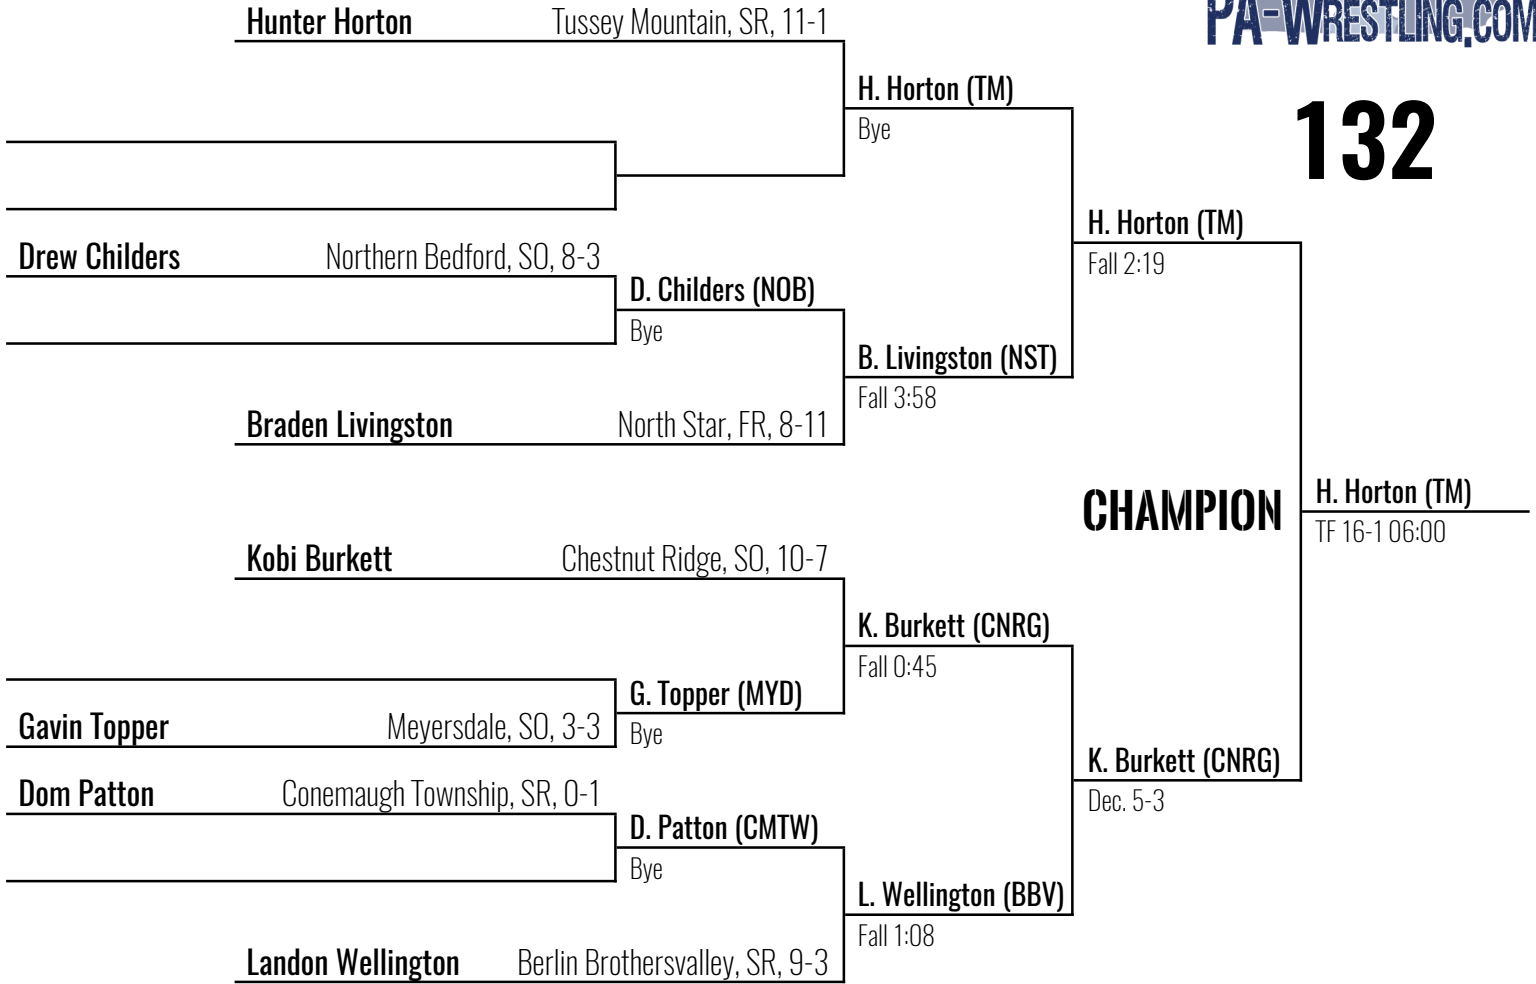 Hunter Horton Tussey Mountain, SR, 11-1
PA-WRESTLING.COM
H. Horton (TM)
Bye
132
H. Horton (TM)
Fall 2:19
Drew Childers Northern Bedford, SO, 8-3
D. Childers (NOB)
Bye
B. Livingston (NST)
Fall 3:58
Braden Livingston North Star, FR, 8-11
CHAMPION
H. Horton (TM)
TF 16-1 06:00
Kobi Burkett Chestnut Ridge, SO, 10-7
K. Burkett (CNRG)
Fall 0:45
G. Topper (MYD)
Bye
Gavin Topper Meyersdale, SO, 3-3
K. Burkett (CNRG)
Dec. 5-3
Dom Patton Conemaugh Township, SR, 0-1
D. Patton (CMTW)
Bye
L. Wellington (BBV)
Fall 1:08
Landon Wellington Berlin Brothersvalley, SR, 9-3